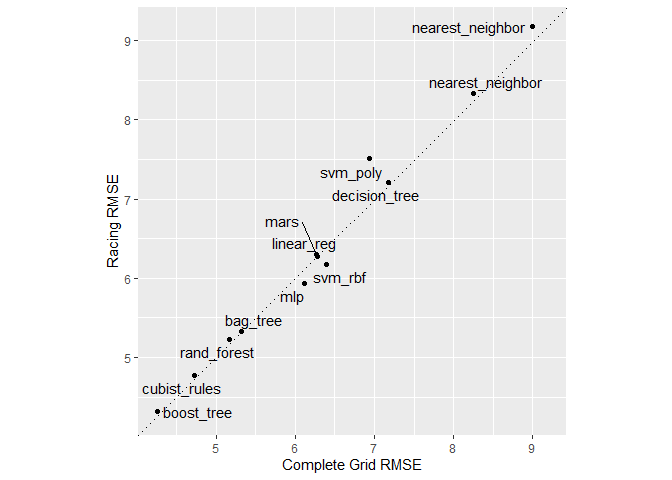 nearest_neighbor
9
nearest_neighbor
8
svm_poly
decision_tree
7
mars
linear_reg
svm_rbf
6
mlp
bag_tree
rand_forest
5
cubist_rules
boost_tree
Racing RMSE
5 6 7 8 9
Complete Grid RMSE